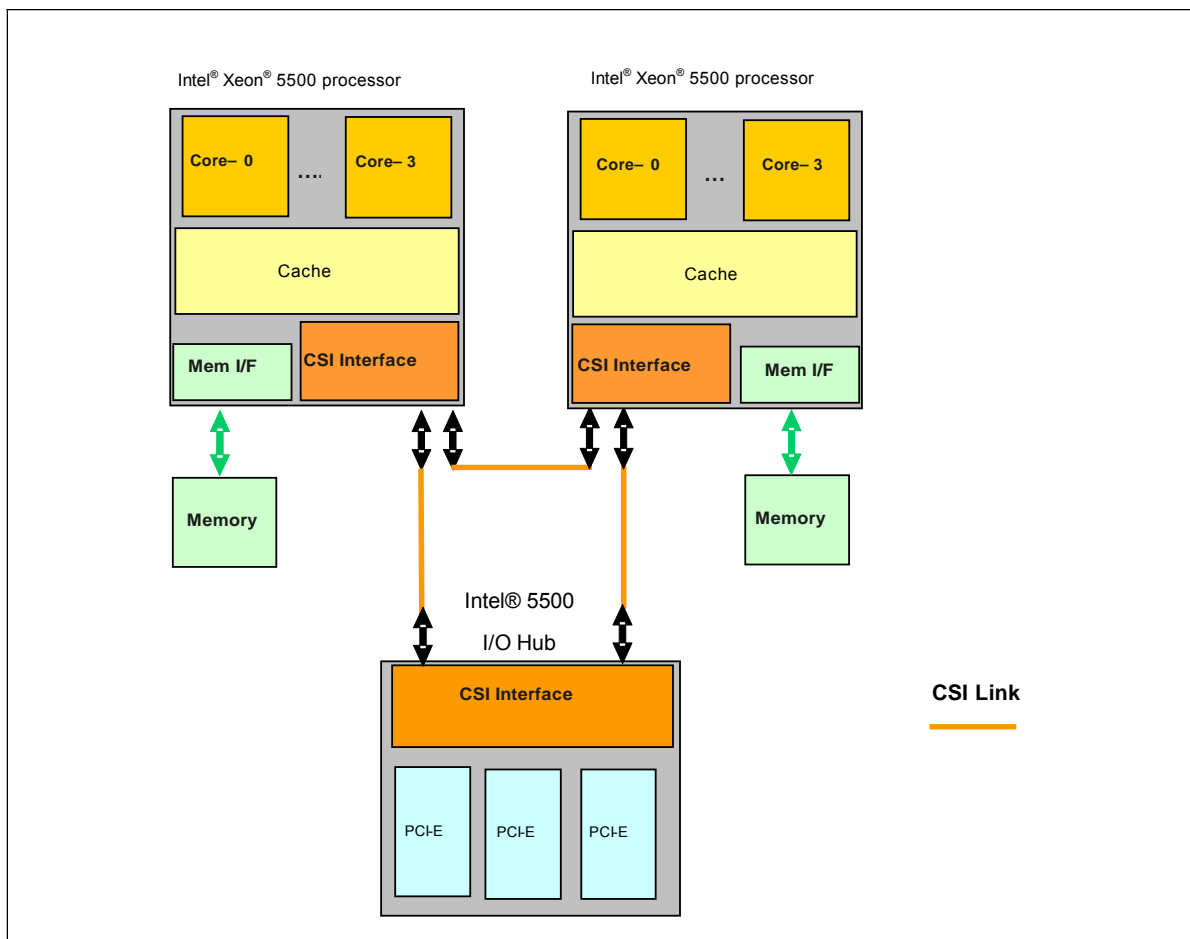 Intel® Xeon® 5500 processor
Intel® Xeon® 5500 processor
Core– 0
....
Core– 3
Core– 0
...
Core– 3
Cache
Cache
Mem I/F
CSI Interface
CSI Interface
Mem I/F
Memory
Memory
Intel® 5500
I/O Hub
CSI Interface
CSI Link
PCI-E
PCI-E
PCI-E